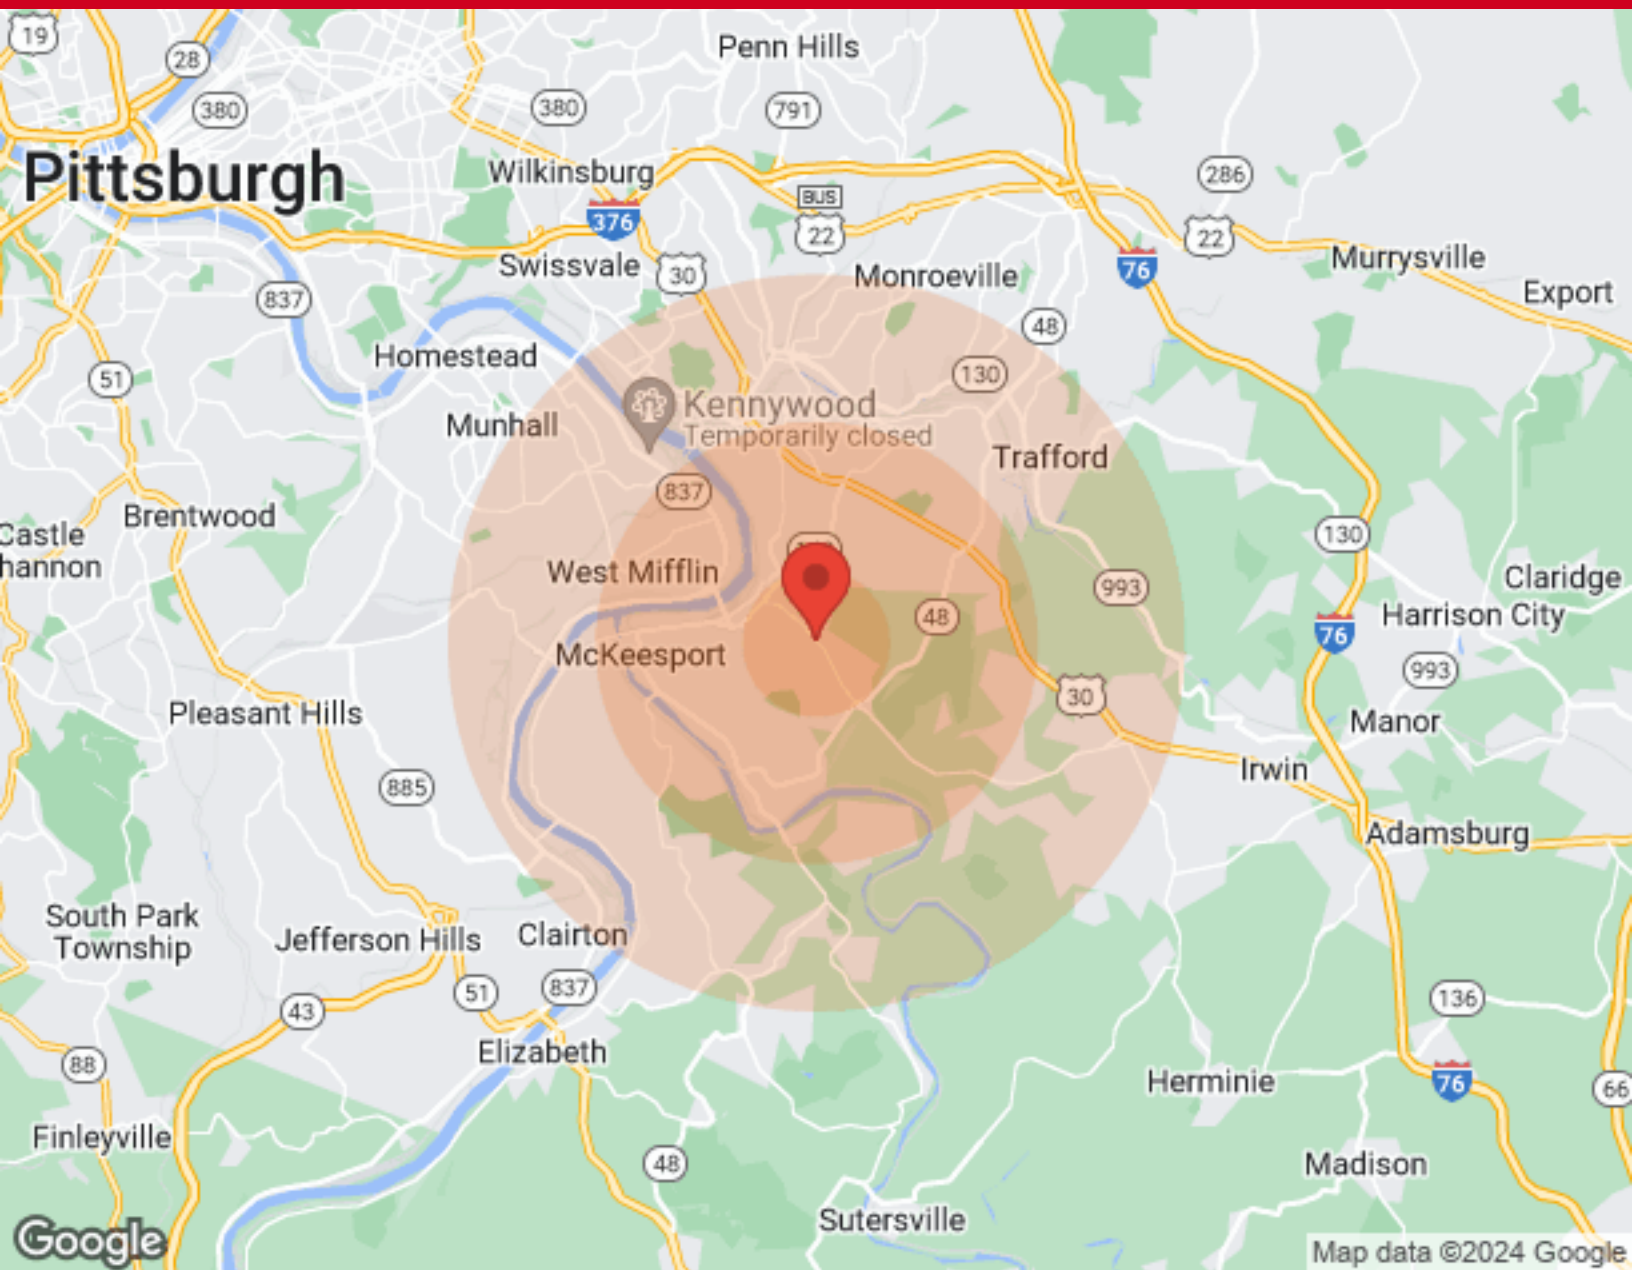 19
Penn Hills
28
380
380
791
Pittsburgh
Wilkinsburg
286
BUS
376
22
22
Murrysville
Swissvale
30
Monroeville
76
Export
837
48
Homestead
51
130
Kennywood
Temporarily closed
Munhall
Trafford
837
Brentwood
Castle
hannon
130
West Mifflin
993
Claridge
48
Harrison City
76
McKeesport
993
30
Pleasant Hills
Manor
Irwin
885
Adamsburg
South Park
Township
Jefferson Hills
Clairton
51
837
136
43
Elizabeth
88
Herminie
76
66
Finleyville
48
Madison
Sutersville
Google
Map data ©2024 Google